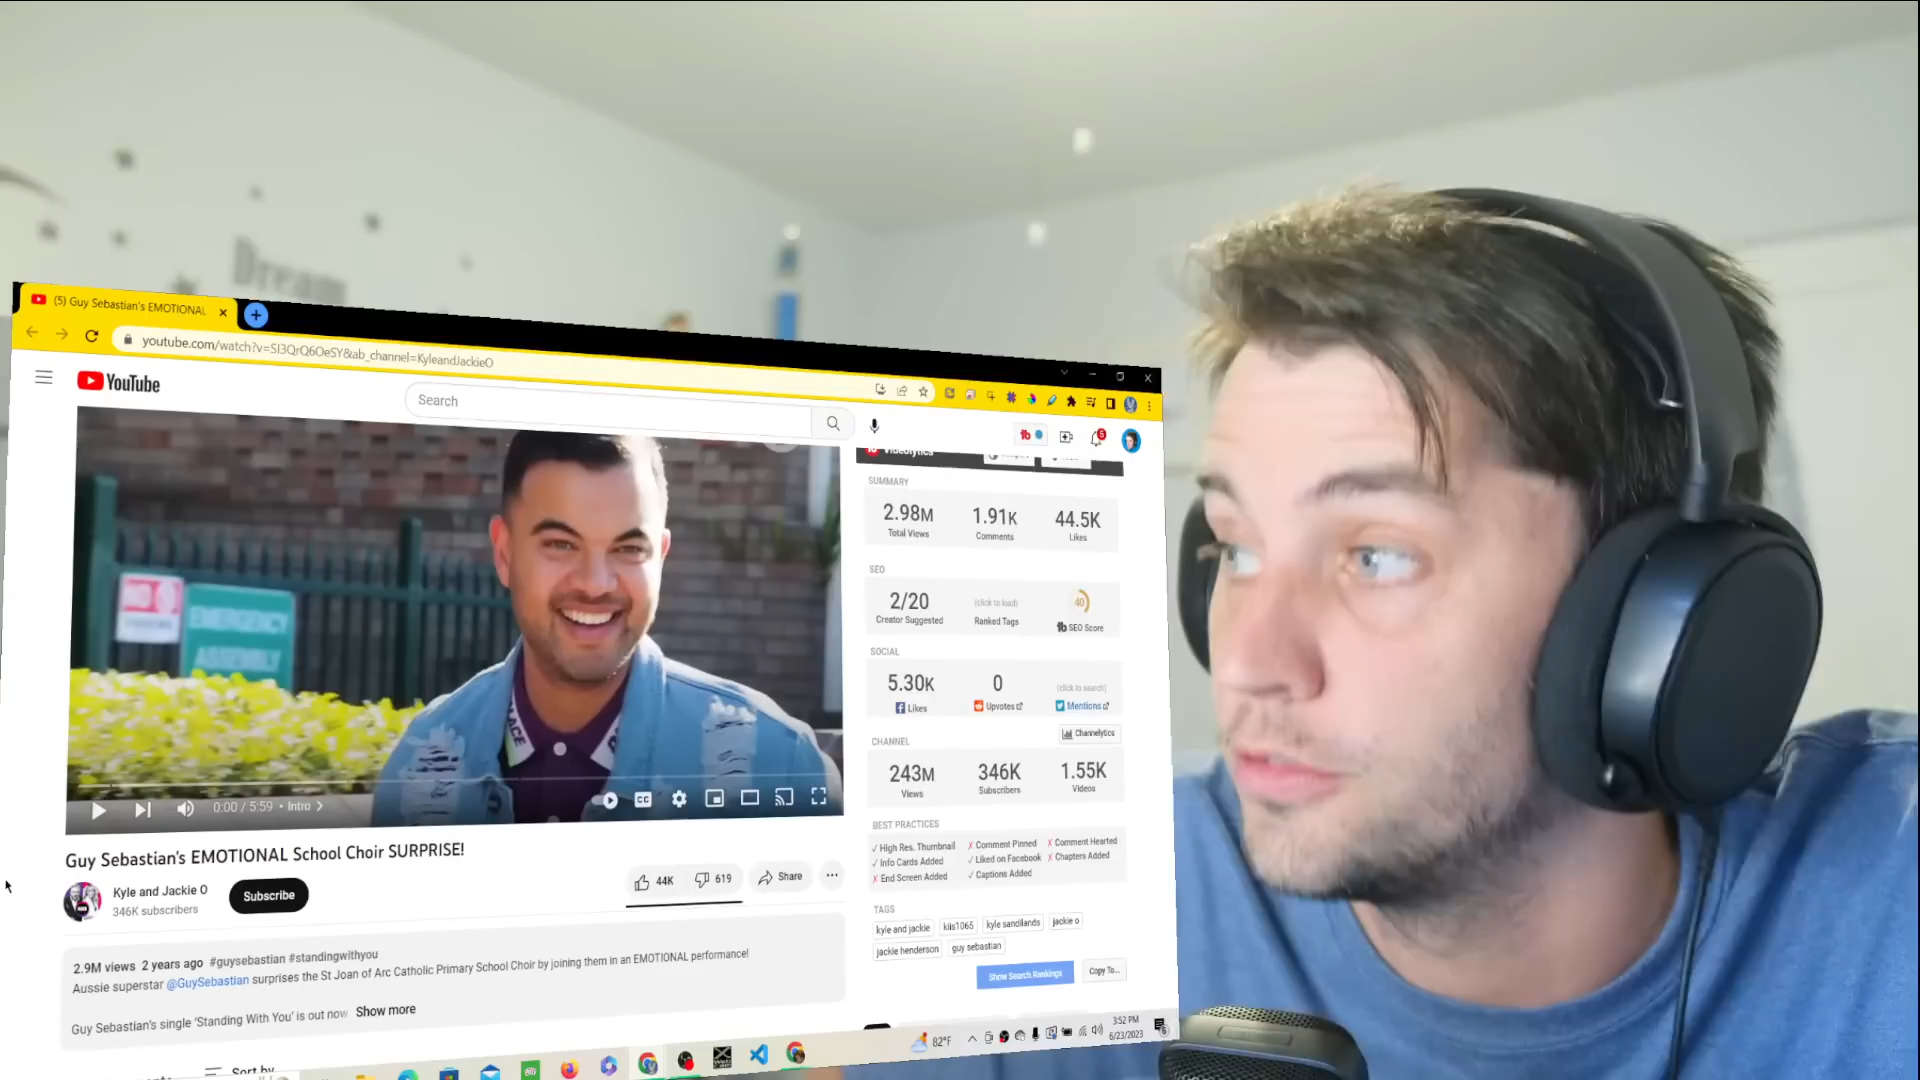 Dream
(5) Guy Sebastian's EMOTIONAL
youtube.com/watch?v=SI3QrQ6OeSY&ab_channel=KyleandJackieO
YouTube
Search
5
Videolytics
SUMMARY
2.98M 1.91K 44.5K
Total Views Comments Likes
SEO
2/20 (click to load) 40
Creator Suggested Ranked Tags tb SEO Score
SOCIAL
5.30K 0 (click to search)
Likes Upvotes Mentions
CHANNEL Channelytics
243M 346K 1.55K
Views Subscribers Videos
BEST PRACTICES
✓ High Res. Thumbnail ✗ Comment Pinned ✗ Comment Hearted
✓ Info Cards Added ✓ Liked on Facebook ✗ Chapters Added
✗ End Screen Added ✓ Captions Added
TAGS
kyle and jackie kiis1065 kyle sandilands jackie o
jackie henderson guy sebastian
Show Search Rankings Copy To...
NO
EMERGENCY
ASSEMBLY
0:00 / 5:59 • Intro >
CC
Guy Sebastian's EMOTIONAL School Choir SURPRISE!
Kyle and Jackie O
346K subscribers
Subscribe
44K 619 Share ...
2.9M views 2 years ago #guysebastian #standingwithyou
Aussie superstar @GuySebastian surprises the St Joan of Arc Catholic Primary School Choir by joining them in an EMOTIONAL performance!
Guy Sebastian's single 'Standing With You' is out now Show more
Sort by
82°F
3:52 PM
6/23/2023
6